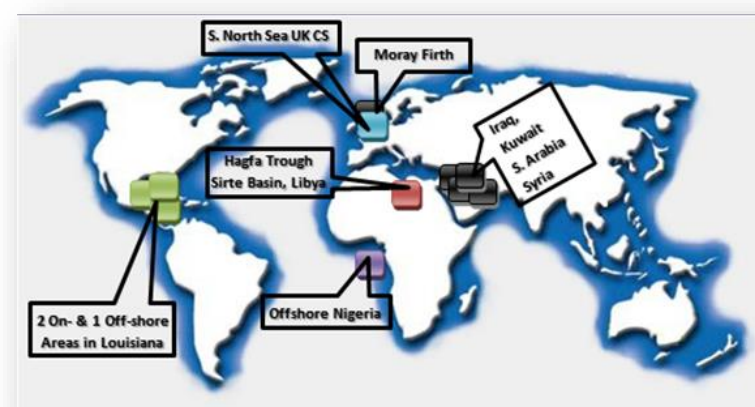 S. North Sea UK CS
Moray Firth
Iraq,
Kuwait
S. Arabia
Syria
Hagfa Trough
Sirte Basin, Libya
2 On- & 1 Off-shore
Areas in Louisiana
Offshore Nigeria